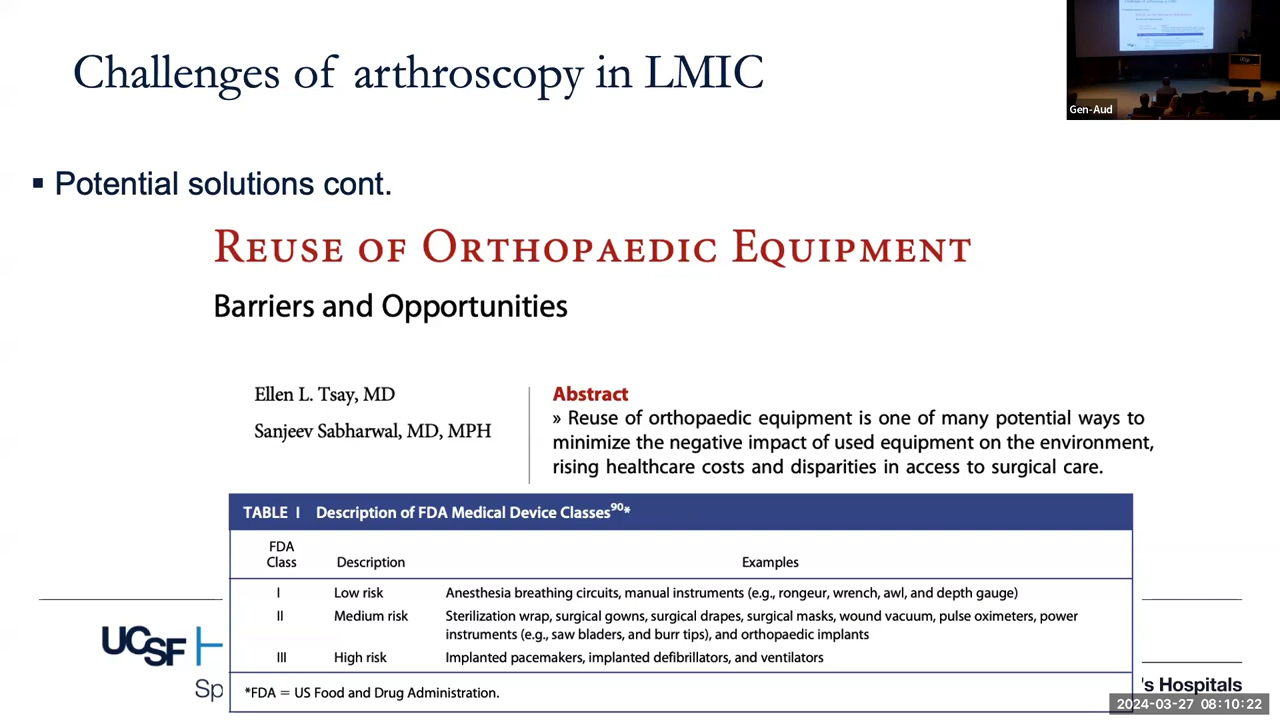 Challenges of arthroscopy in LMIC
Gen-Aud
▪ Potential solutions cont.
REUSE OF ORTHOPAEDIC EQUIPMENT
Barriers and Opportunities
Ellen L. Tsay, MD
Sanjeev Sabharwal, MD, MPH
Abstract
» Reuse of orthopaedic equipment is one of many potential ways to
minimize the negative impact of used equipment on the environment,
rising healthcare costs and disparities in access to surgical care.
TABLE I Description of FDA Medical Device Classes90*
FDA
Class Description Examples
I Low risk Anesthesia breathing circuits, manual instruments (e.g., rongeur, wrench, awl, and depth gauge)
II Medium risk Sterilization wrap, surgical gowns, surgical drapes, surgical masks, wound vacuum, pulse oximeters, power
instruments (e.g., saw bladers, and burr tips), and orthopaedic implants
III High risk Implanted pacemakers, implanted defibrillators, and ventilators
*FDA = US Food and Drug Administration.
UCSF
Sp
's Hospitals
2024-03-27 08:10:22